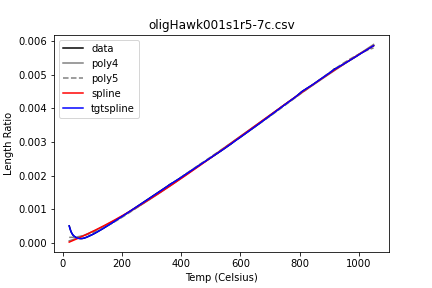 oligHawk001s1r5-7c.csv
data
poly4
poly5
spline
tgtspline
Length Ratio
0.006
0.005
0.004
0.003
0.002
0.001
0.000
0 200 400 600 800 1000
Temp (Celsius)